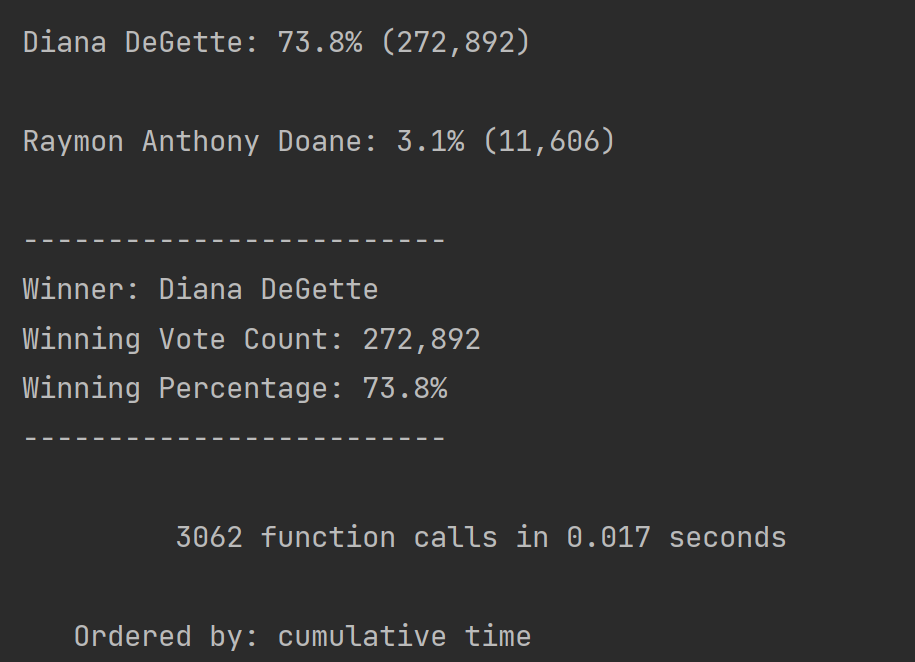 Diana DeGette: 73.8% (272,892)
Raymon Anthony Doane: 3.1% (11,606)
-------------------------
Winner: Diana DeGette
Winning Vote Count: 272,892
Winning Percentage: 73.8%
-------------------------
3062 function calls in 0.017 seconds
Ordered by: cumulative time